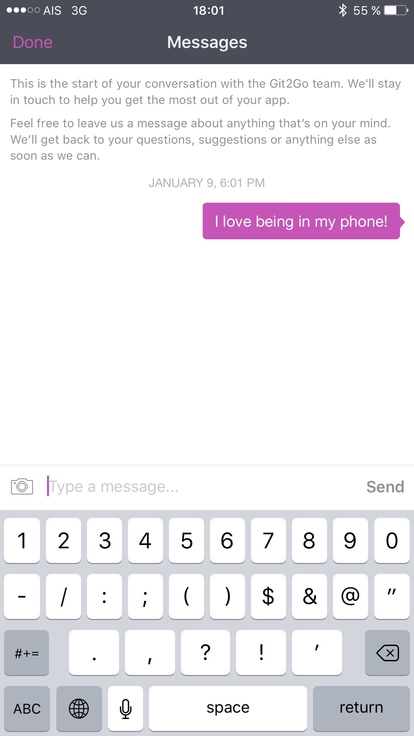 AIS 3G 18:01 55 %
Done Messages
This is the start of your conversation with the Git2Go team. We'll stay
in touch to help you get the most out of your app.
Feel free to leave us a message about anything that's on your mind.
We'll get back to your questions, suggestions or anything else as
soon as we can.
JANUARY 9, 6:01 PM
I love being in my phone!
Type a message... Send
1 2 3 4 5 6 7 8 9 0
- / : ; ( ) $ & @ "
#+= . , ? ! '
ABC space return